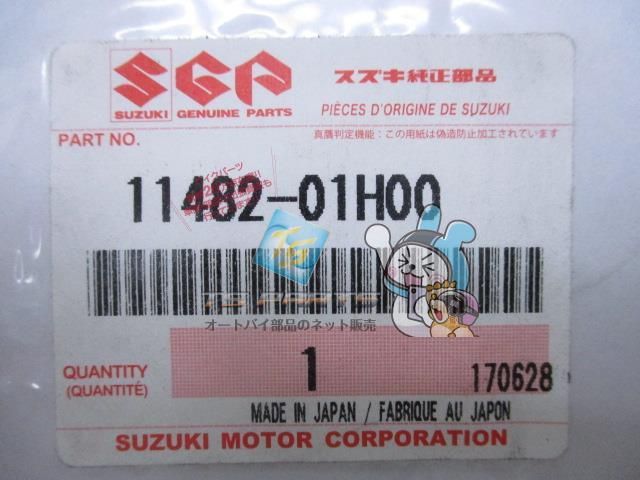 SGP
SUZUKI GENUINE PARTS
スズキ純正部品
PIÈCES D'ORIGINE DE SUZUKI
PART NO.
真贋判定機能：この用紙は偽造防止加工されています
11482-01H00
TG
オートバイ部品のネット販売
QUANTITY
(QUANTITÉ)
1
170628
MADE IN JAPAN / FABRIQUE AU JAPON
SUZUKI MOTOR CORPORATION